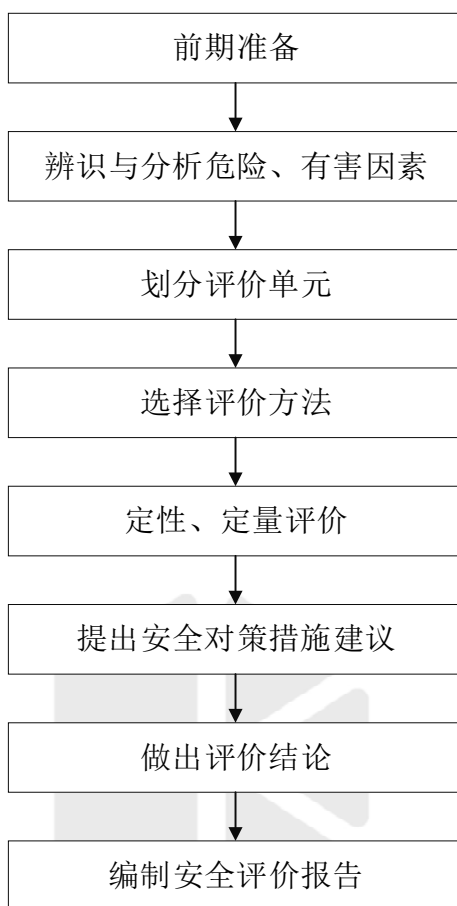 前期准备
辨识与分析危险、有害因素
划分评价单元
选择评价方法
定性、定量评价
提出安全对策措施建议
做出评价结论
编制安全评价报告